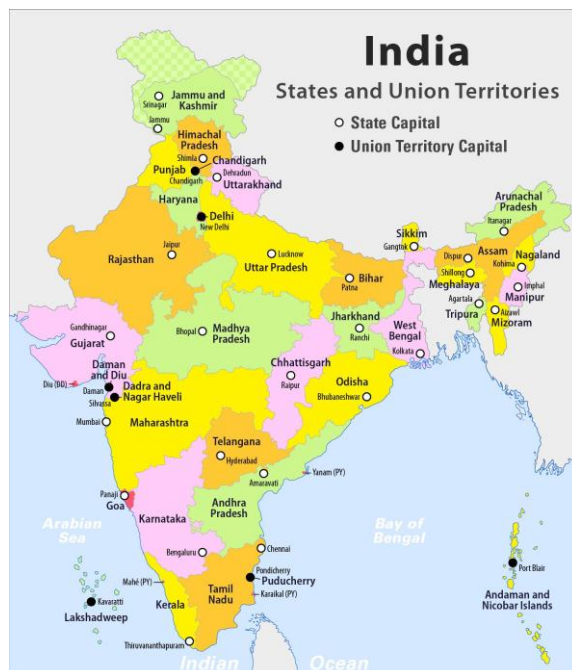 India
States and Union Territories
State Capital
Union Territory Capital
Jammu and
Kashmir
Srinagar
Jammu
Himachal
Pradesh
Shimla
Punjab
Chandigarh
Chandigarh
Dehradun
Uttarakhand
Haryana
Delhi
New Delhi
Rajasthan
Jaipur
Lucknow
Uttar Pradesh
Bihar
Patna
Sikkim
Gangtok
Arunachal
Pradesh
Itanagar
Assam
Dispur
Nagaland
Kohima
Shillong
Meghalaya
Imphal
Manipur
Agartala
Tripura
Aizawl
Mizoram
Gandhinagar
Gujarat
Bhopal
Madhya
Pradesh
Jharkhand
Ranchi
West
Bengal
Kolkata
Chhattisgarh
Raipur
Daman
and Diu
Diu (DD)
Daman
Dadra and
Nagar Haveli
Silvassa
Odisha
Bhubaneshwar
Mumbai
Maharashtra
Telangana
Hyderabad
Yanam (PY)
Amaravati
Panaji
Goa
Karnataka
Andhra
Pradesh
Arabian
Sea
Bay of
Bengal
Bengaluru
Chennai
Mahé (PY)
Pondicherry
Puducherry
Karaikal (PY)
Port Blair
Andaman and
Nicobar Islands
Kavaratti
Lakshadweep
Kerala
Tamil
Nadu
Thiruvananthapuram
Indian Ocean